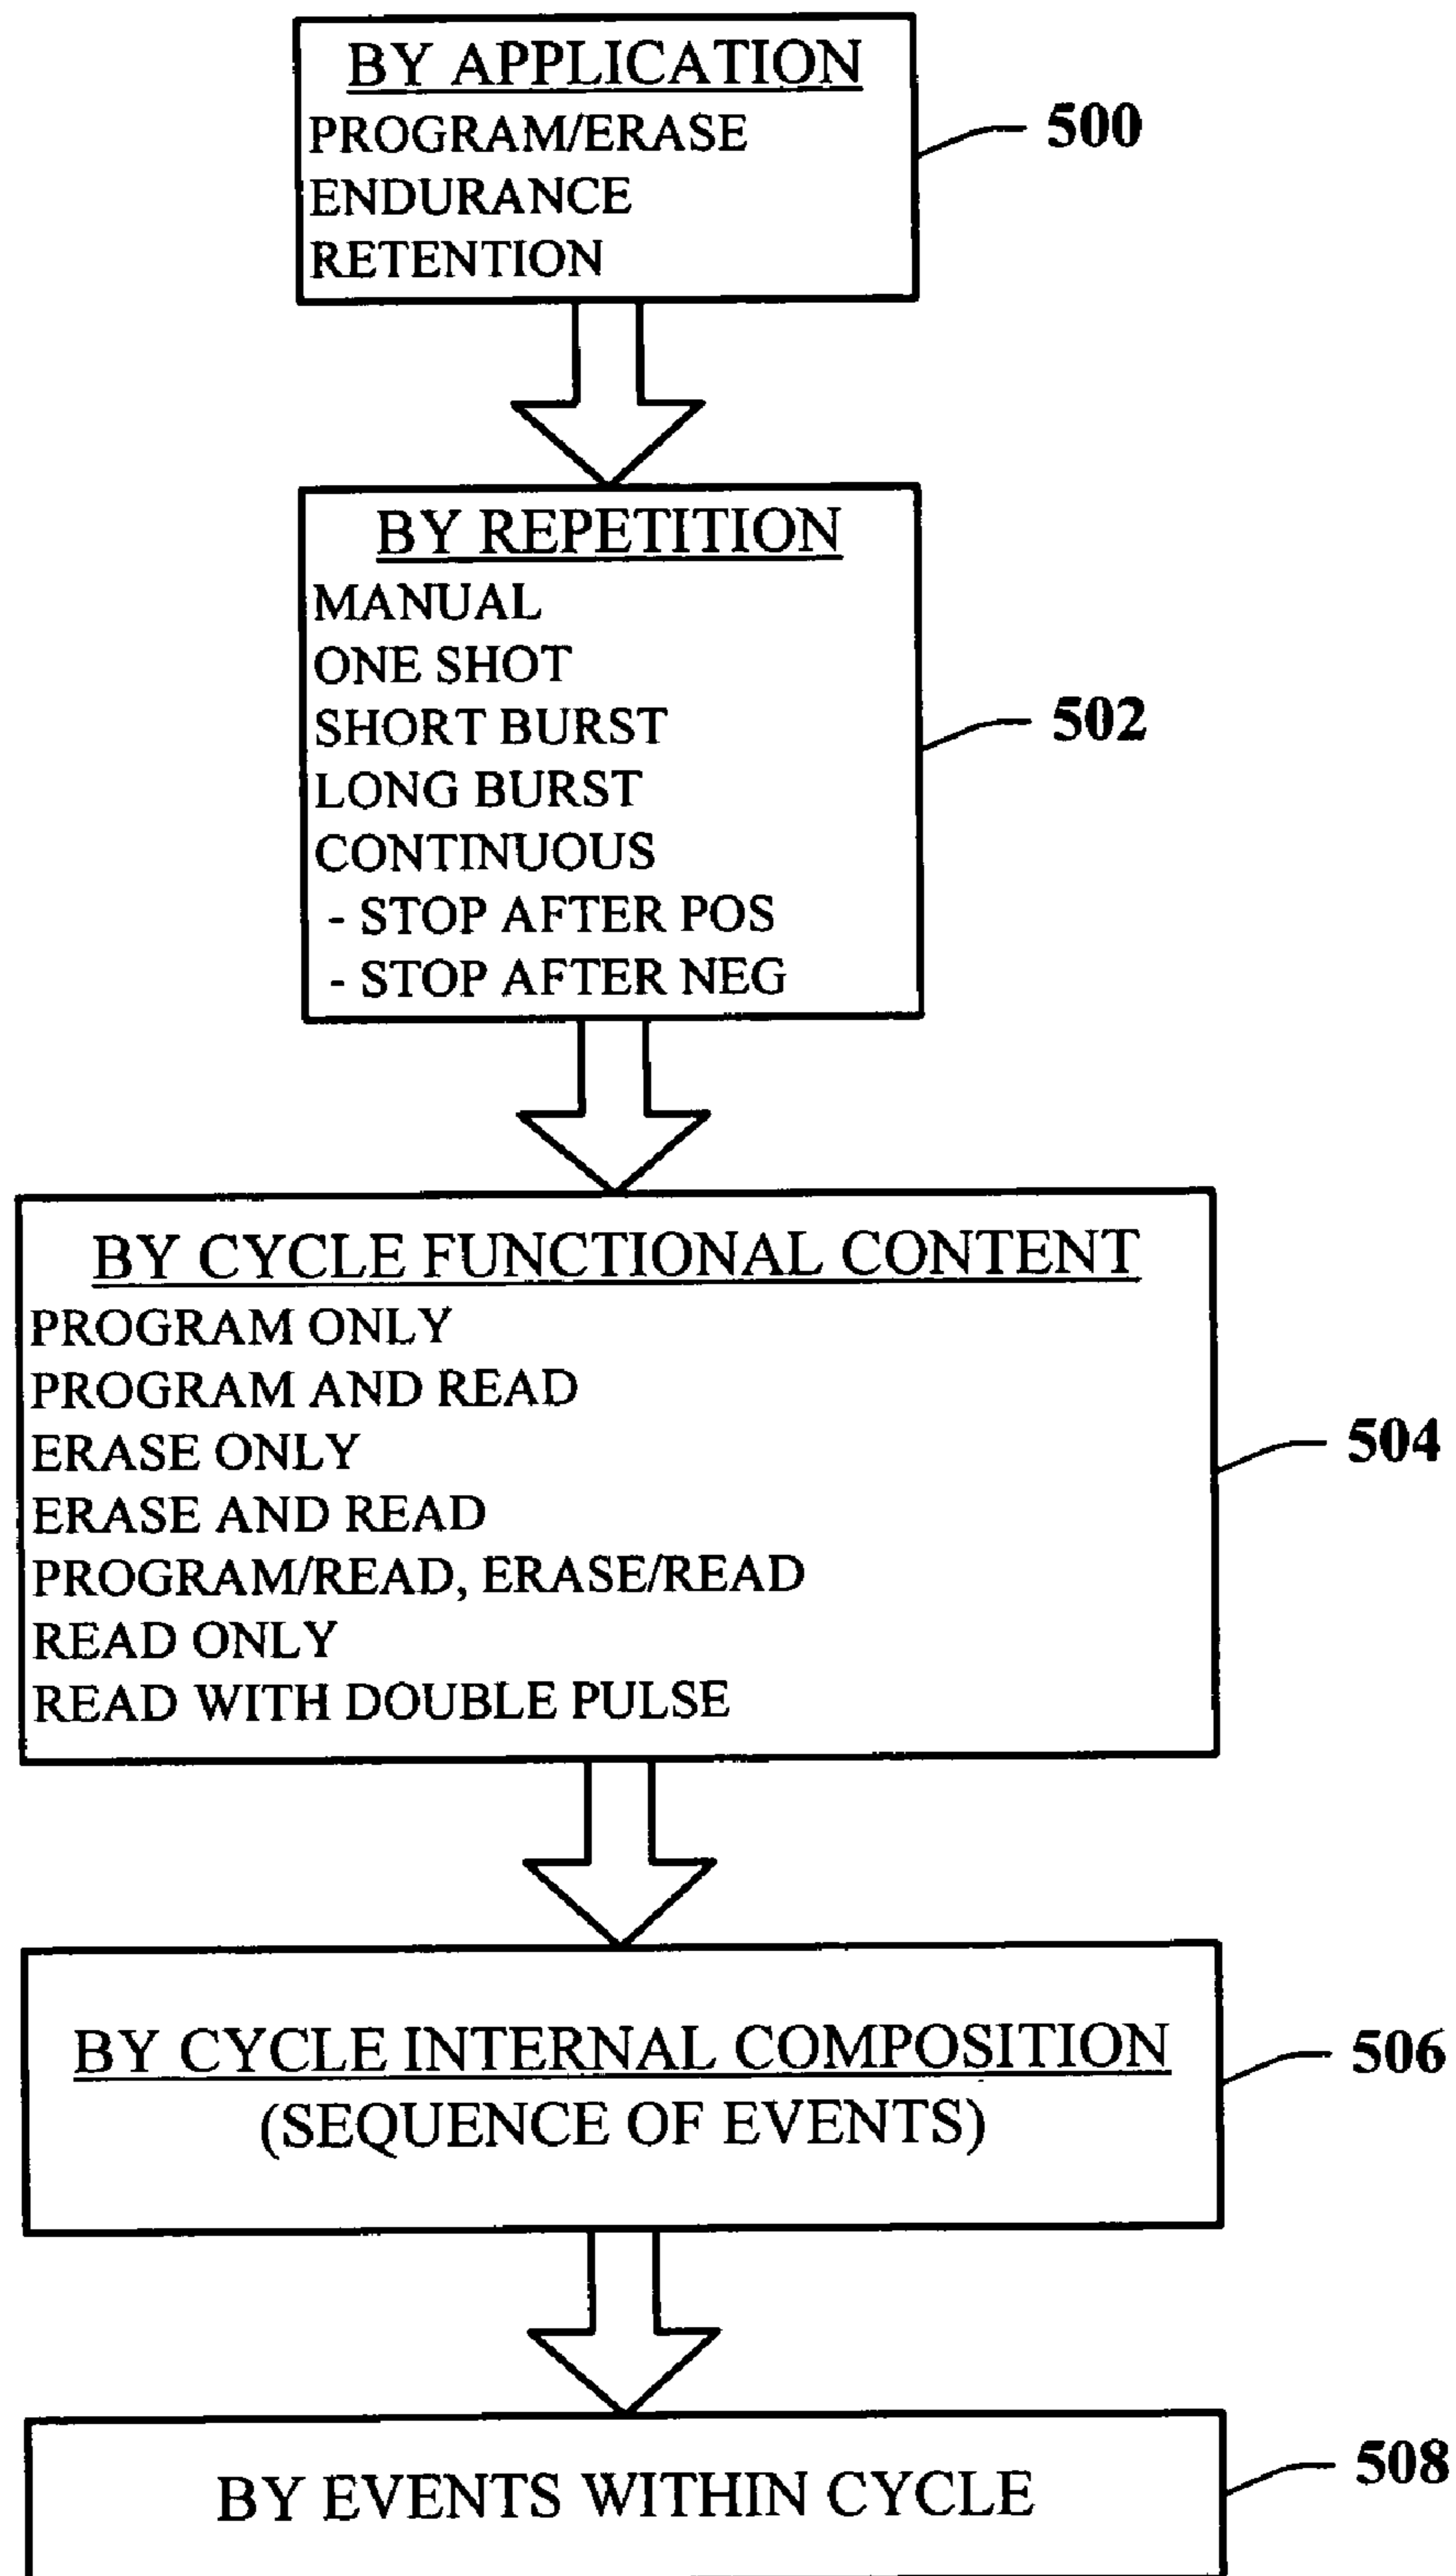 BY APPLICATION
PROGRAM/ERASE
ENDURANCE
RETENTION
500
BY REPETITION
MANUAL
ONE SHOT
SHORT BURST
LONG BURST
CONTINUOUS
- STOP AFTER POS
- STOP AFTER NEG
502
BY CYCLE FUNCTIONAL CONTENT
PROGRAM ONLY
PROGRAM AND READ
ERASE ONLY
ERASE AND READ
PROGRAM/READ, ERASE/READ
READ ONLY
READ WITH DOUBLE PULSE
504
BY CYCLE INTERNAL COMPOSITION
(SEQUENCE OF EVENTS)
506
BY EVENTS WITHIN CYCLE
508